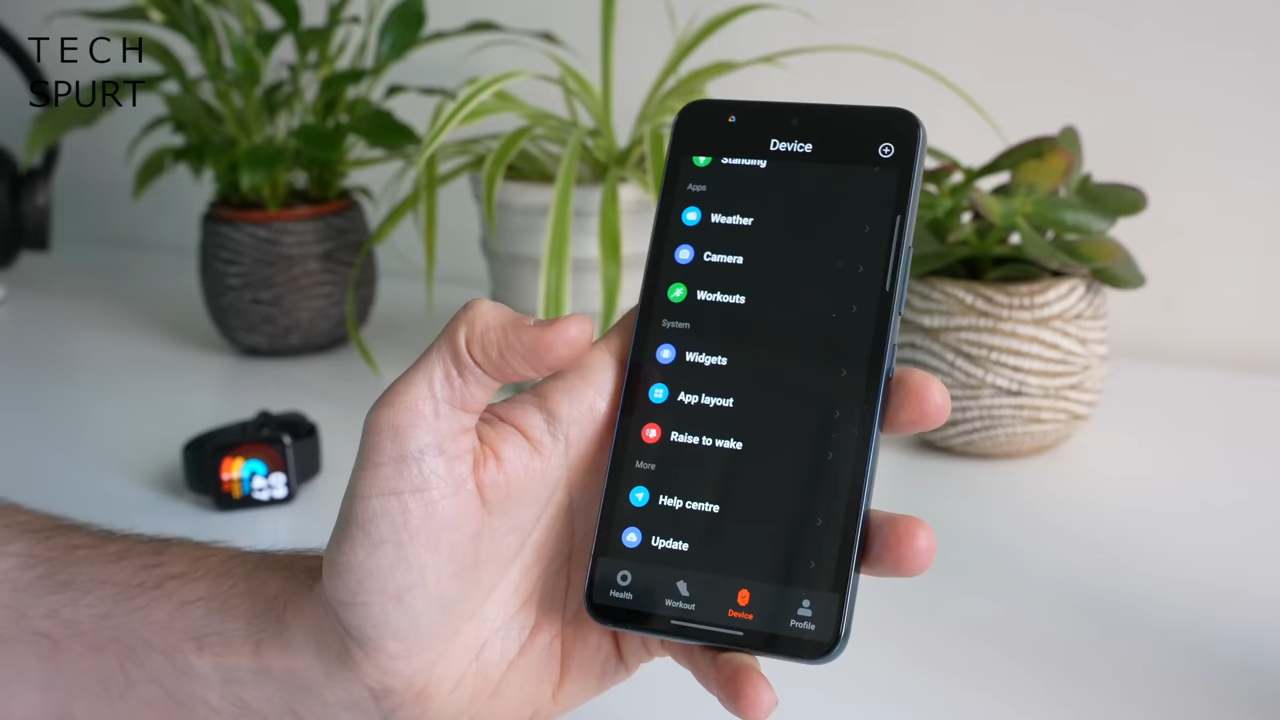 TECH
SPURT
Device
Standing
Apps
Weather
Camera
Workouts
System
Widgets
App layout
Raise to wake
More
Help centre
Update
Health
Workout
Device
Profile